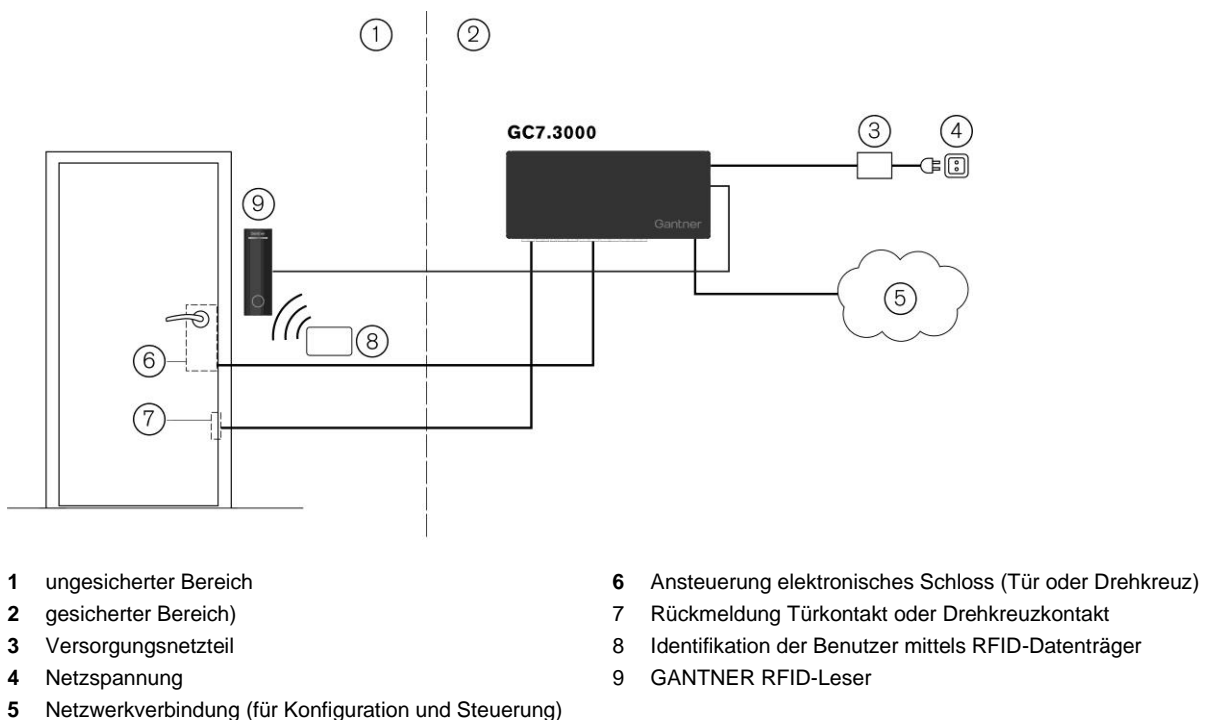 1 2
GC7.3000
3 4
Gantner
9
5
8
6
7
1 ungesicherter Bereich
2 gesicherter Bereich)
3 Versorgungsnetzteil
4 Netzspannung
5 Netzwerkverbindung (für Konfiguration und Steuerung)
6 Ansteuerung elektronisches Schloss (Tür oder Drehkreuz)
7 Rückmeldung Türkontakt oder Drehkreuzkontakt
8 Identifikation der Benutzer mittels RFID-Datenträger
9 GANTNER RFID-Leser